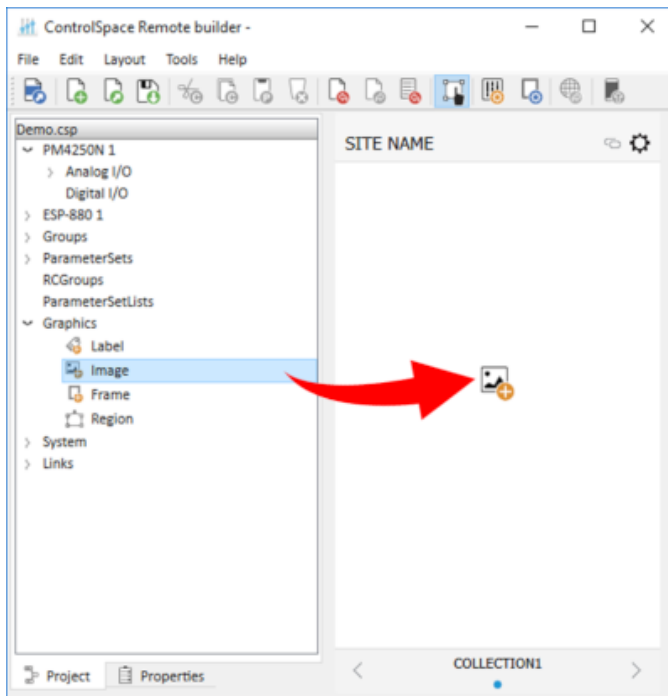 ControlSpace Remote builder -
File Edit Layout Tools Help
Demo.csp
PM4250N 1
Analog I/O
Digital I/O
ESP-880 1
Groups
ParameterSets
RCGroups
ParameterSetLists
Graphics
Label
Image
Frame
Region
System
Links
Project Properties
SITE NAME
COLLECTION1